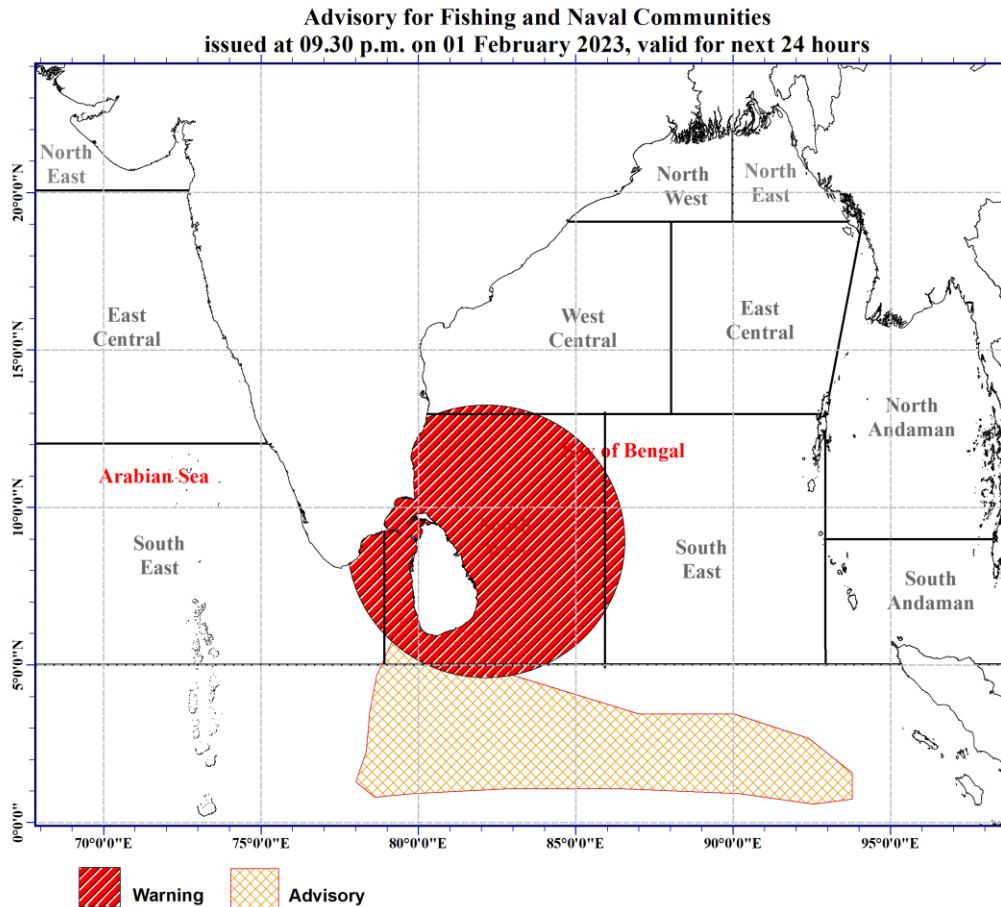 Advisory for Fishing and Naval Communities
issued at 09.30 p.m. on 01 February 2023, valid for next 24 hours
North
East
North
West
North
East
20°0'0"N
East
Central
West
Central
East
Central
15°0'0"N
North
Andaman
Bay of Bengal
Arabian Sea
10°0'0"N
South
East
South
East
South
Andaman
5°0'0"N
0°0'0"
70°0'0"E
75°0'0"E
80°0'0"E
85°0'0"E
90°0'0"E
95°0'0"E
Warning
Advisory